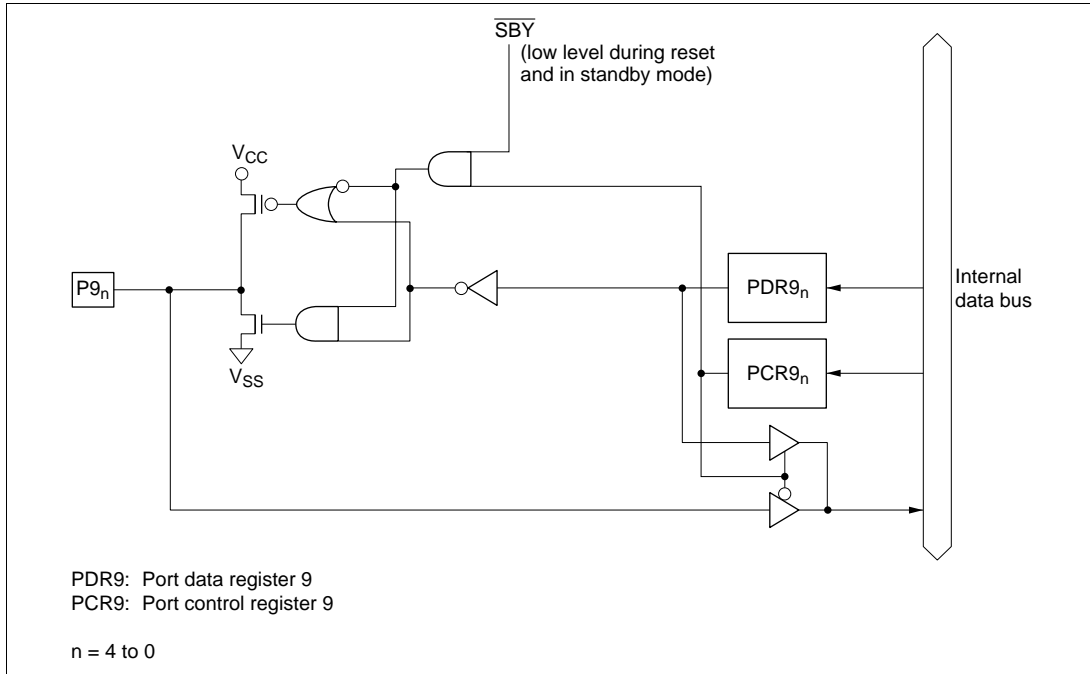 SBY
(low level during reset
and in standby mode)
VCC
P9n
VSS
PDR9n
PCR9n
Internal
data bus
PDR9: Port data register 9
PCR9: Port control register 9
n = 4 to 0